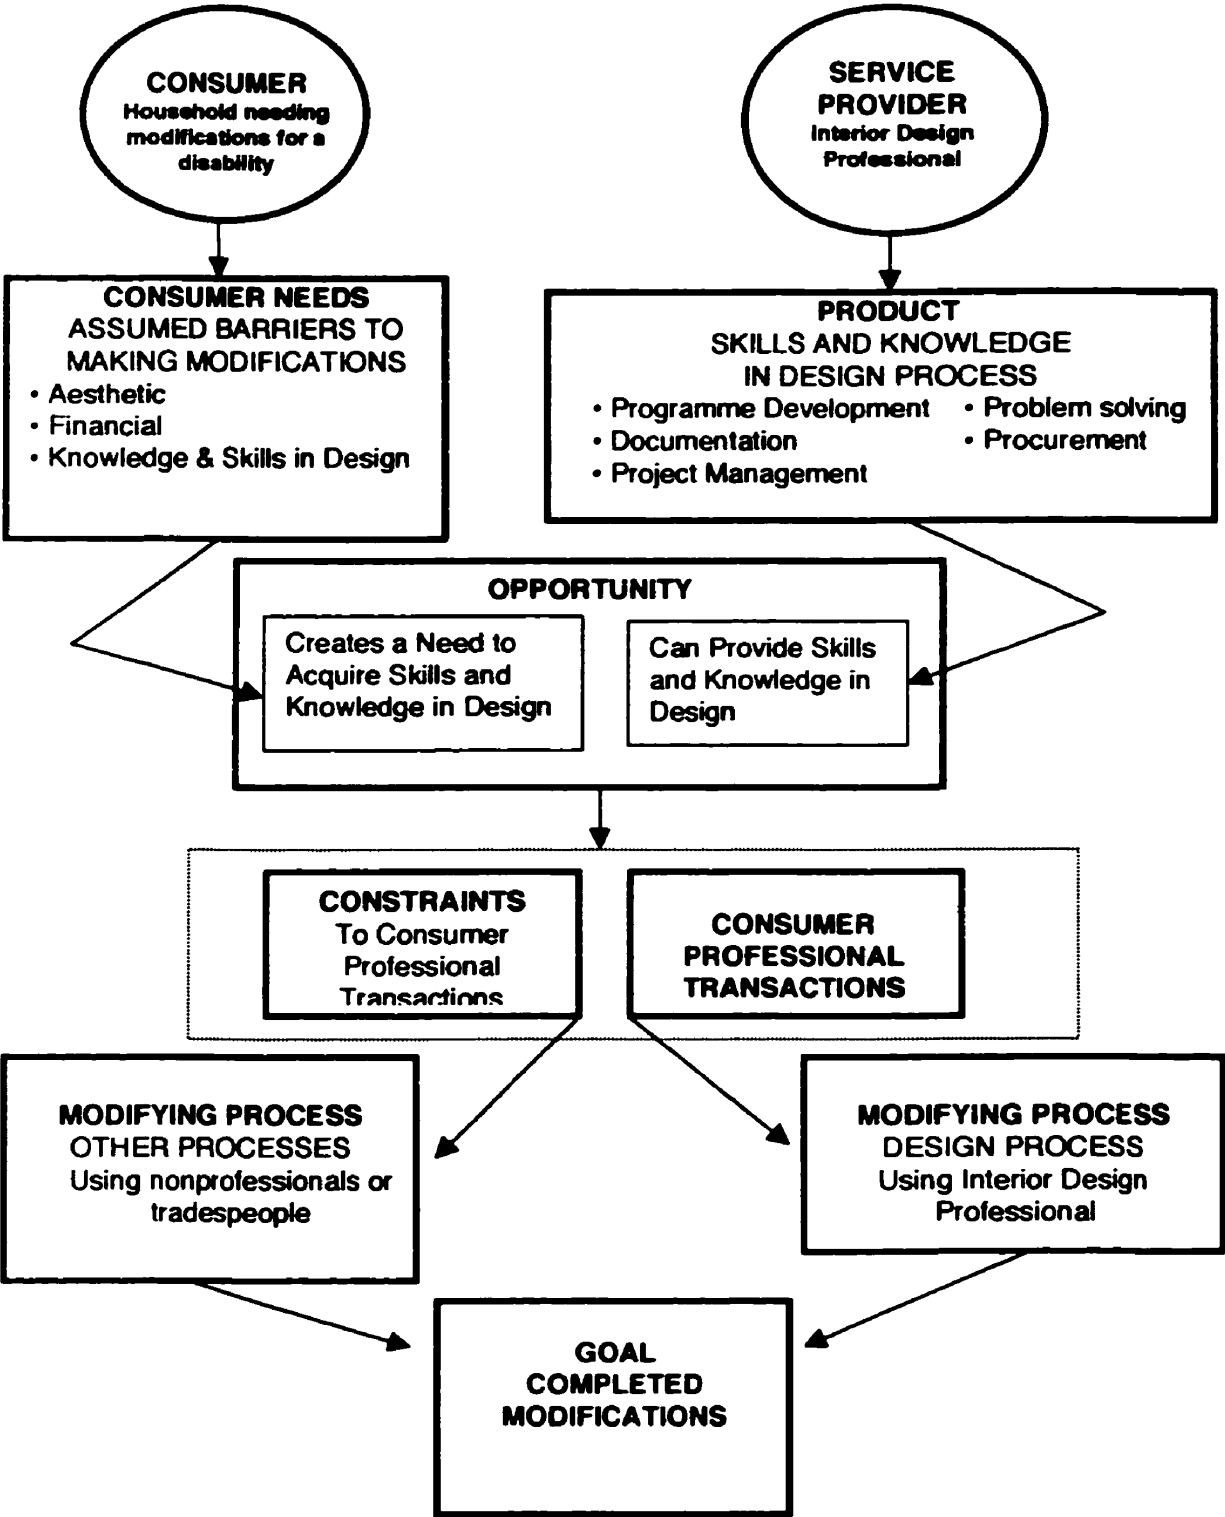 CONSUMER
Household needing
modifications for a
disability
SERVICE
PROVIDER
Interior Design
Professional
CONSUMER NEEDS
ASSUMED BARRIERS TO
MAKING MODIFICATIONS
• Aesthetic
• Financial
• Knowledge & Skills in Design
PRODUCT
SKILLS AND KNOWLEDGE
IN DESIGN PROCESS
• Programme Development
• Documentation
• Project Management
• Problem solving
• Procurement
OPPORTUNITY
Creates a Need to
Acquire Skills and
Knowledge in Design
Can Provide Skills
and Knowledge in
Design
CONSTRAINTS
To Consumer
Professional
Transactions
CONSUMER
PROFESSIONAL
TRANSACTIONS
MODIFYING PROCESS
OTHER PROCESSES
Using nonprofessionals or
tradespeople
MODIFYING PROCESS
DESIGN PROCESS
Using Interior Design
Professional
GOAL
COMPLETED
MODIFICATIONS